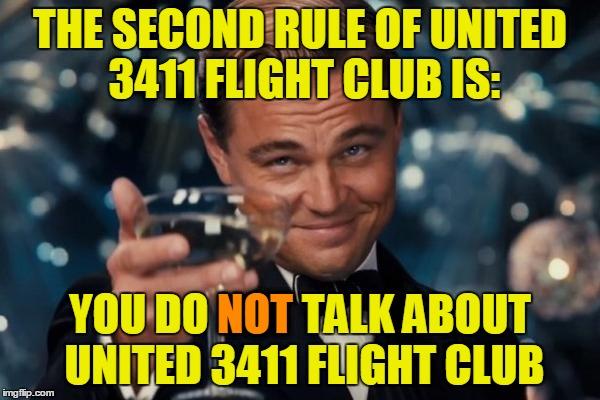 THE SECOND RULE OF UNITED
3411 FLIGHT CLUB IS:
YOU DO NOT TALK ABOUT
UNITED 3411 FLIGHT CLUB
imgflip.com